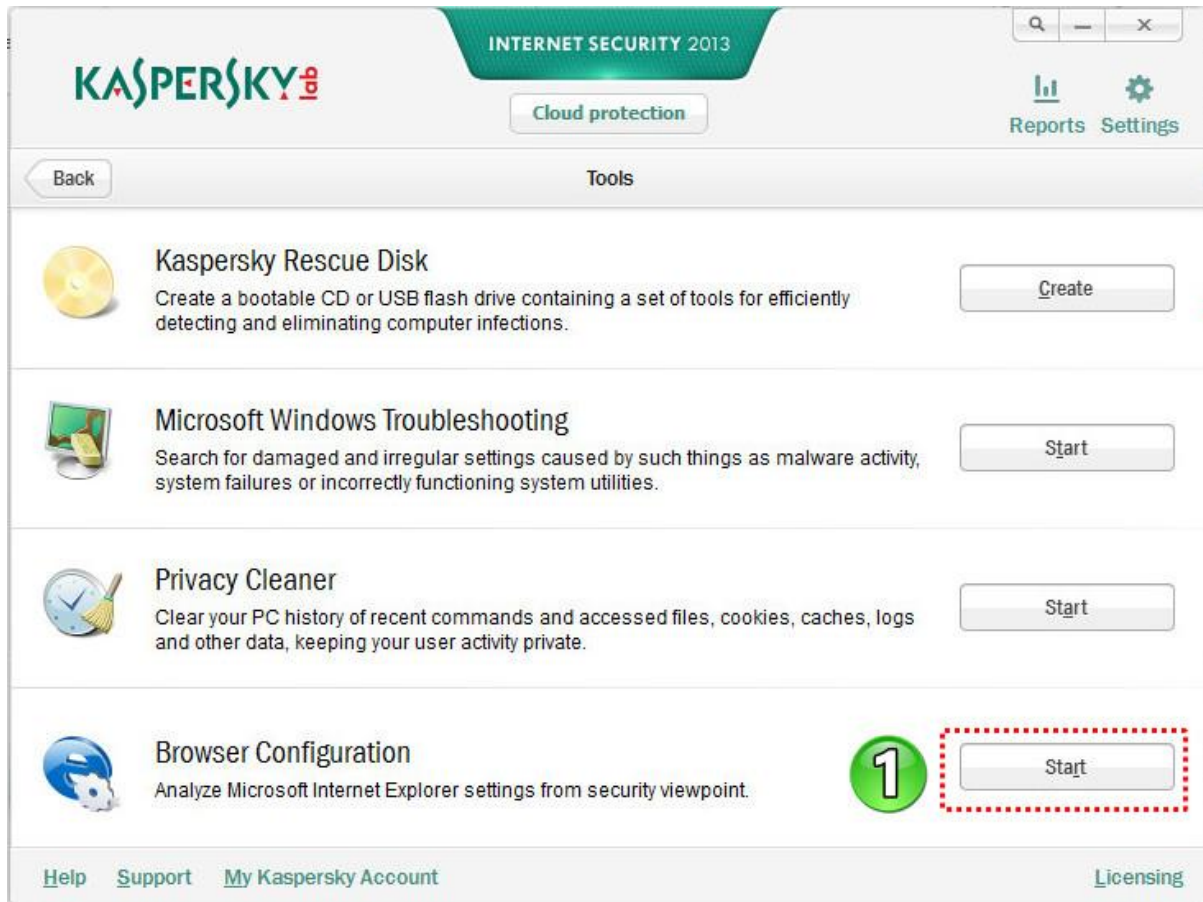 INTERNET SECURITY 2013
KASPERSKY lab
Cloud protection
Reports Settings
Back
Tools
Kaspersky Rescue Disk
Create a bootable CD or USB flash drive containing a set of tools for efficiently
detecting and eliminating computer infections.
Create
Microsoft Windows Troubleshooting
Search for damaged and irregular settings caused by such things as malware activity,
system failures or incorrectly functioning system utilities.
Start
Privacy Cleaner
Clear your PC history of recent commands and accessed files, cookies, caches, logs
and other data, keeping your user activity private.
Start
Browser Configuration
Analyze Microsoft Internet Explorer settings from security viewpoint.
1
Start
Help Support My Kaspersky Account Licensing